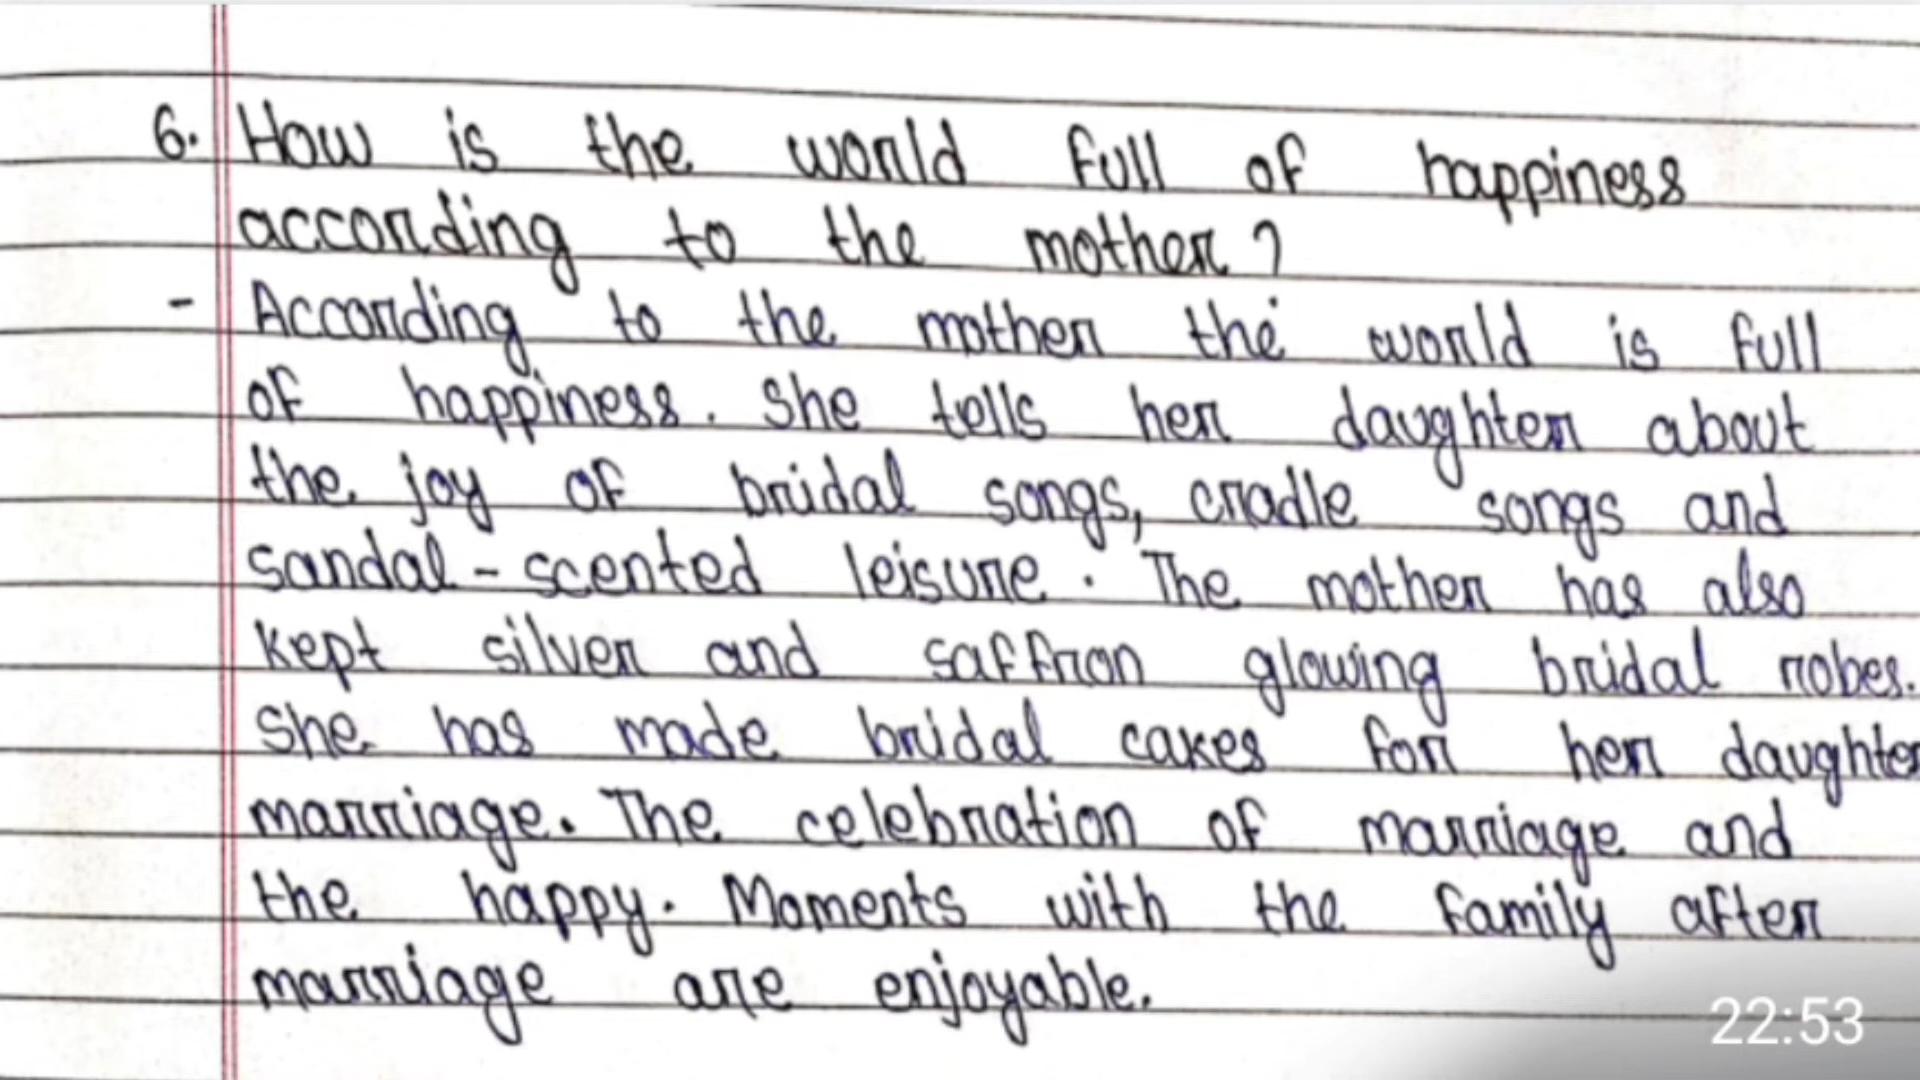 6. How is the world full of happiness
according to the mother?
- According to the mother the world is full
of happiness. She tells her daughter about
the joy of bridal songs, cradle songs and
sandal-scented leisure. The mother has also
kept silver and saffron glowing bridal robes.
She has made bridal cakes for her daughter
marriage. The celebration of marriage and
the happy. Moments with the family after
marriage are enjoyable.
22:53